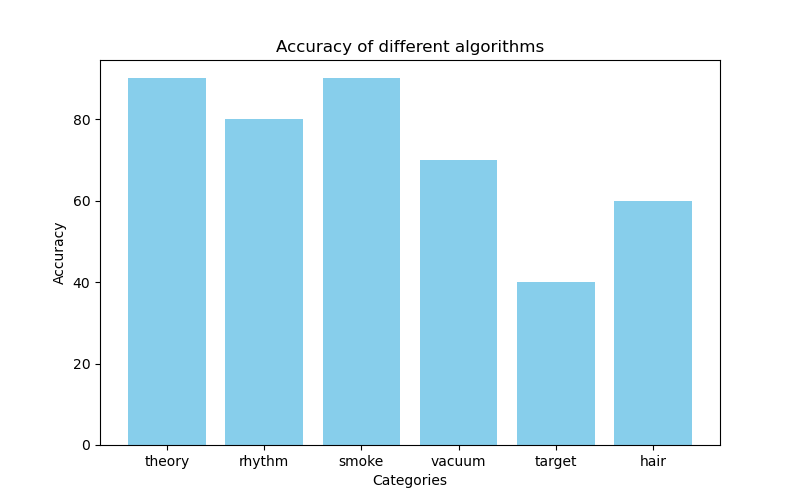 Accuracy of different algorithms
Accuracy
80
60
40
20
0
theory rhythm smoke vacuum target hair
Categories